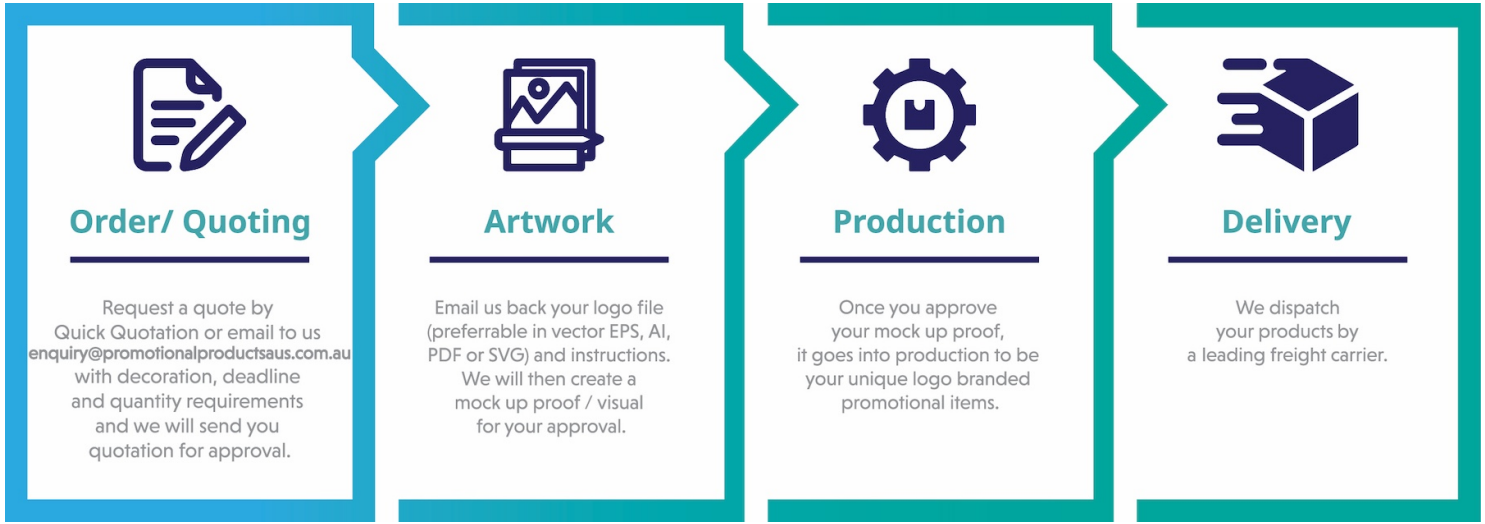 Order/ Quoting
Request a quote by
Quick Quotation or email to us
enquiry@promotionalproductsaus.com.au
with decoration, deadline
and quantity requirements
and we will send you
quotation for approval.
Artwork
Email us back your logo file
(preferrable in vector EPS, AI,
PDF or SVG) and instructions.
We will then create a
mock up proof / visual
for your approval.
Production
Once you approve
your mock up proof,
it goes into production to be
your unique logo branded
promotional items.
Delivery
We dispatch
your products by
a leading freight carrier.